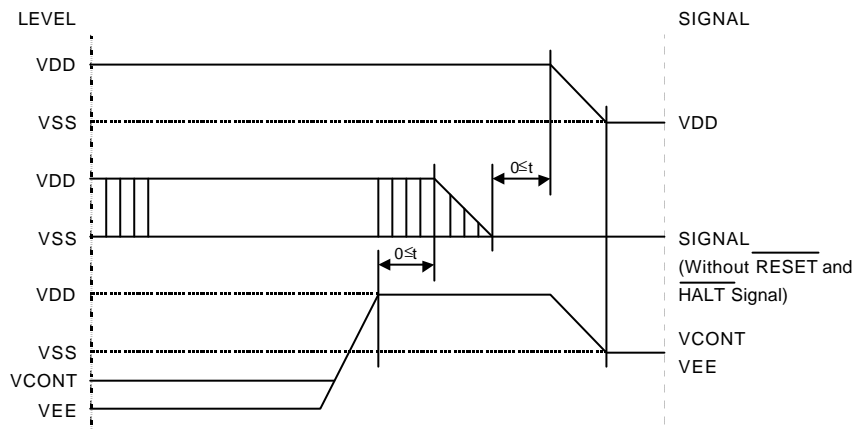 LEVEL
SIGNAL
VDD
VSS
VDD
0≤t
VDD
VSS
SIGNAL
(Without RESET and
HALT Signal)
0≤t
VDD
VSS
VCONT
VEE
VCONT
VEE